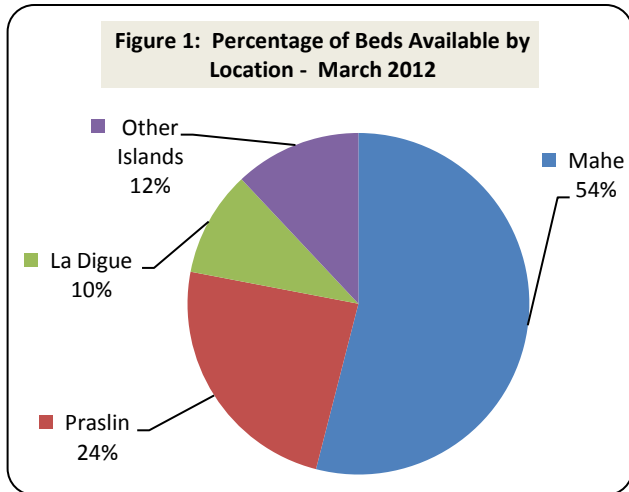 Figure 1: Percentage of Beds Available by
Location - March 2012
Other
Islands
12%
Mahe
54%
La Digue
10%
Praslin
24%